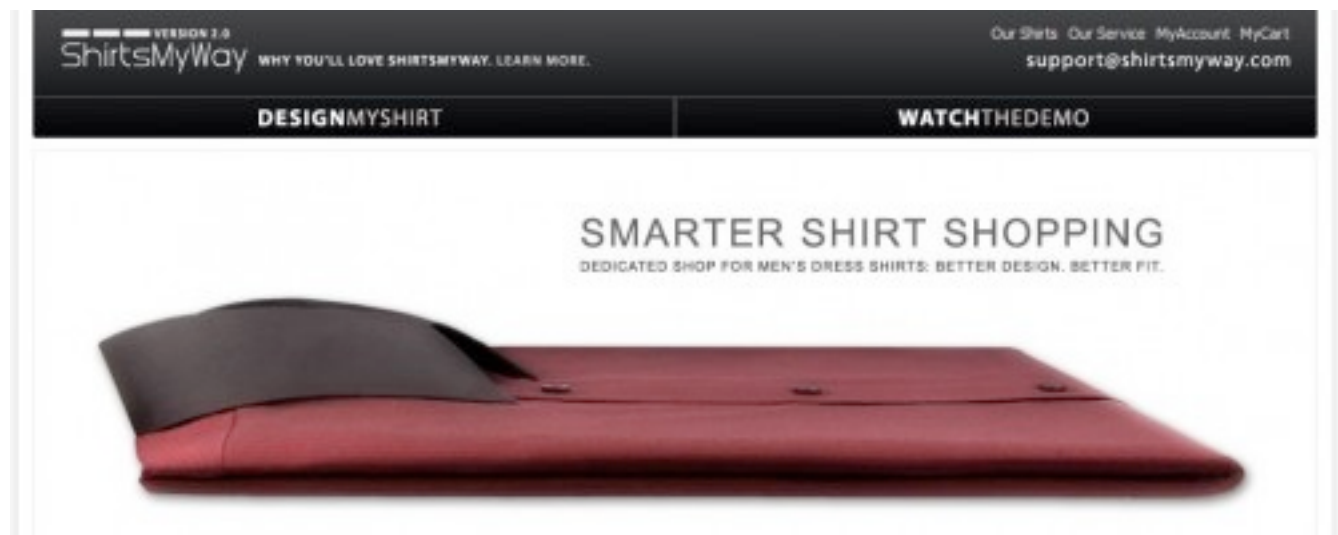 VERSION 2.0
ShirtsMyWay WHY YOU'LL LOVE SHIRTSMYWAY. LEARN MORE.
Our Shirts Our Service MyAccount MyCart
support@shirtsmyway.com
DESIGNMYSHIRT
WATCHTHEDEMO
SMARTER SHIRT SHOPPING
DEDICATED SHOP FOR MEN'S DRESS SHIRTS: BETTER DESIGN. BETTER FIT.